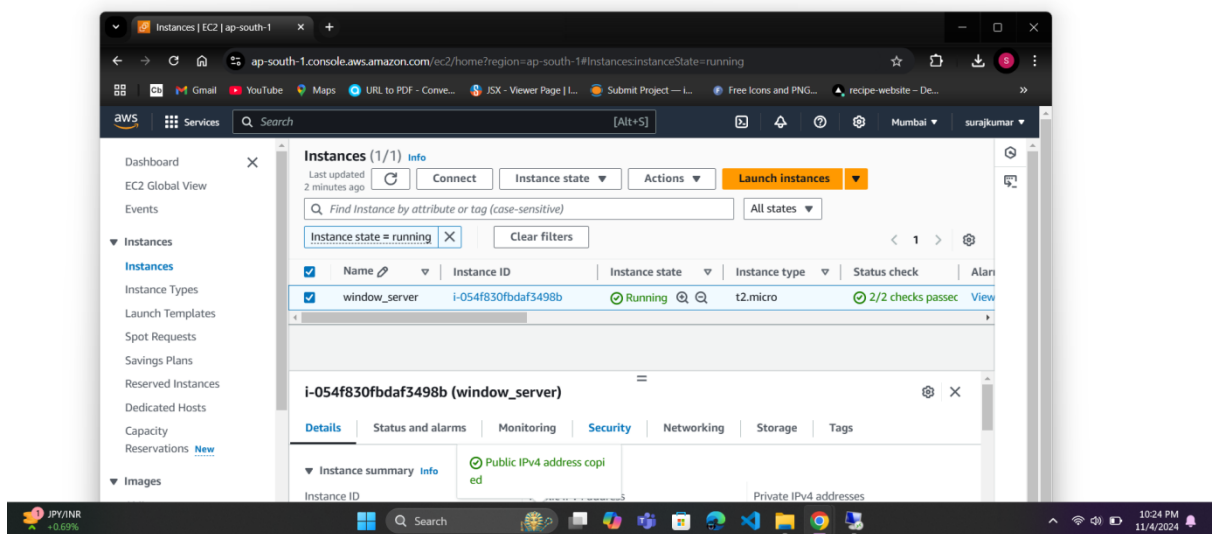 Instances | EC2 | ap-south-1
ap-south-1.console.aws.amazon.com/ec2/home?region=ap-south-1#Instances:instanceState=running
S
Cb Gmail YouTube Maps URL to PDF - Conve... JSX - Viewer Page | I... Submit Project — i... Free Icons and PNG... recipe-website – De... »
aws Services Search [Alt+S] Mumbai surajkumar
Dashboard
EC2 Global View
Events
Instances
Instances
Instance Types
Launch Templates
Spot Requests
Savings Plans
Reserved Instances
Dedicated Hosts
Capacity
Reservations New
Images
Instances (1/1) Info
Last updated
2 minutes ago
Connect Instance state Actions Launch instances
Find Instance by attribute or tag (case-sensitive) All states
Instance state = running Clear filters 1
Name Instance ID Instance state Instance type Status check Alarm
window_server i-054f830fbdaf3498b Running t2.micro 2/2 checks passec View
i-054f830fbdaf3498b (window_server)
Details Status and alarms Monitoring Security Networking Storage Tags
Public IPv4 address copi
ed
Instance summary Info
Instance ID Private IPv4 addresses
1 JPY/INR
+0.69%
Search
10:24 PM
11/4/2024